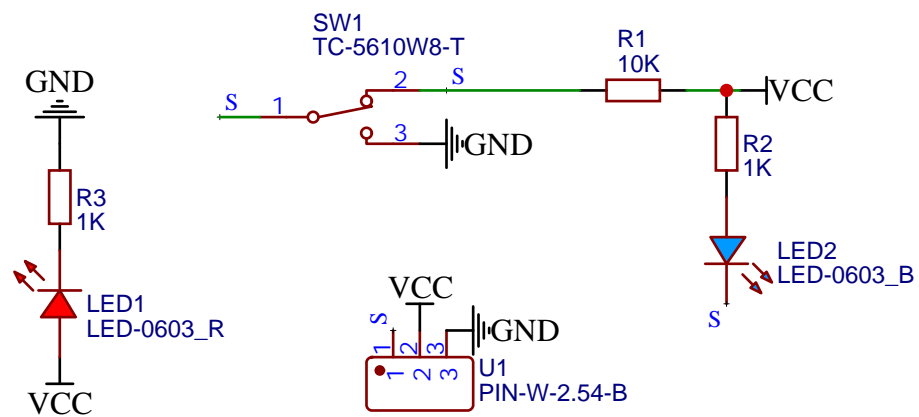 SW1
TC-5610W8-T
R1
10K
GND
2
S
S
1
VCC
3
GND
R2
1K
R3
1K
LED2
LED-0603_B
VCC
LED1
LED-0603_R
S
S
GND
1
2
3
U1
1
2
3
PIN-W-2.54-B
VCC